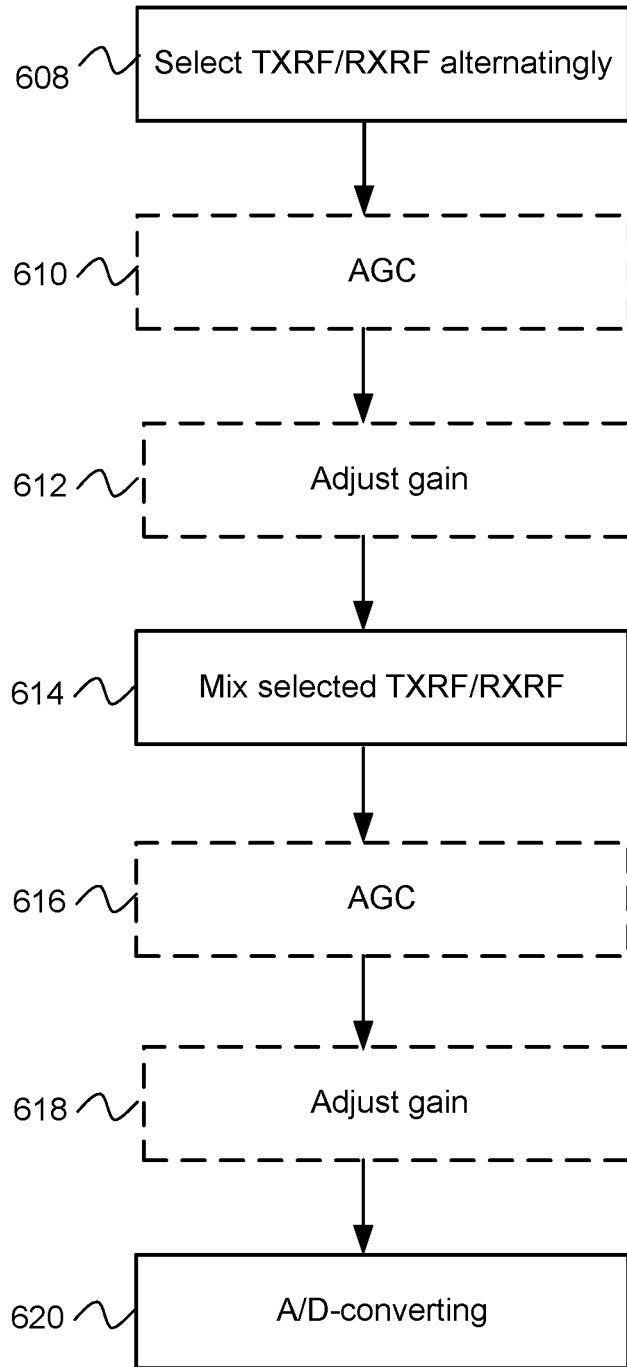 608 Select TXRF/RXRF alternatingly
610 AGC
612 Adjust gain
614 Mix selected TXRF/RXRF
616 AGC
618 Adjust gain
620 A/D-converting